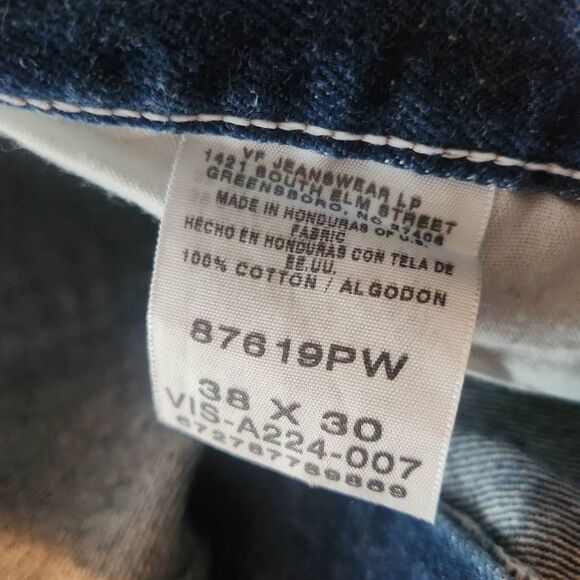 VF JEANSWEAR LP
1421 SOUTH ELM STREET
GREENSBORO, NC 27406
MADE IN HONDURAS OF U.S.
FABRIC
HECHO EN HONDURAS CON TELA DE
EE.UU.
100% COTTON / ALGODON
87619PW
38 X 30
VIS-A224-007